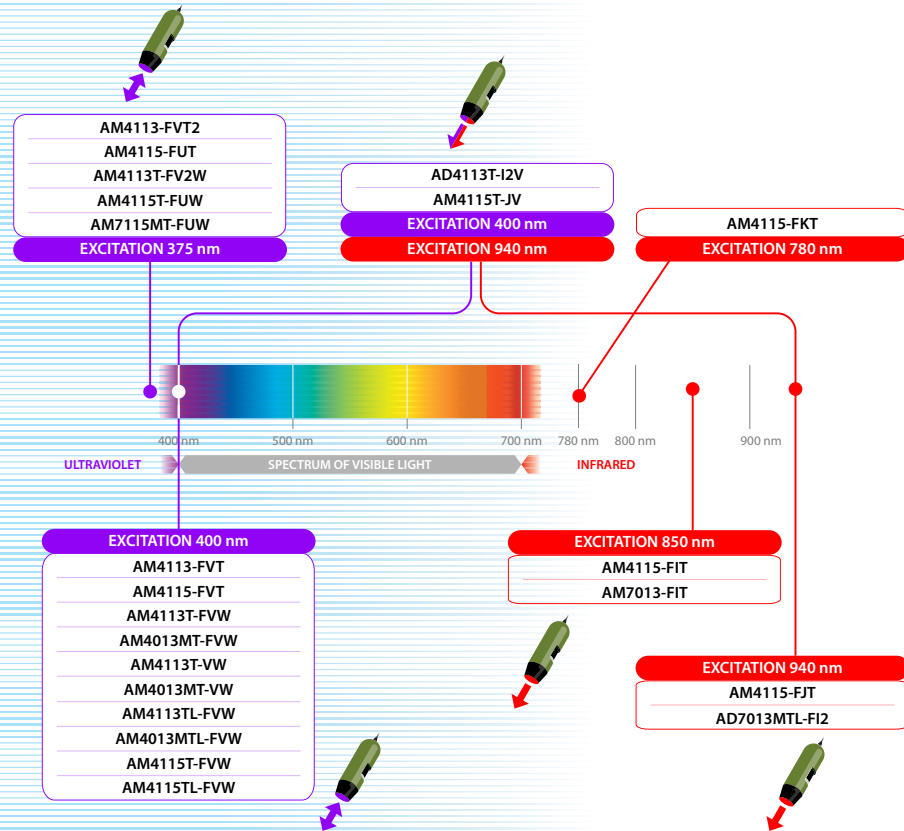 AM4113-FVT2
AM4115-FUT
AM4113T-FV2W
AM4115T-FUW
AM7115MT-FUW
EXCITATION 375 nm
AD4113T-I2V
AM4115T-JV
EXCITATION 400 nm
EXCITATION 940 nm
AM4115-FKT
EXCITATION 780 nm
400 nm
500 nm
600 nm
700 nm
780 nm
800 nm
900 nm
ULTRAVIOLET
SPECTRUM OF VISIBLE LIGHT
INFRARED
EXCITATION 400 nm
AM4113-FVT
AM4115-FVT
AM4113T-FVW
AM4013MT-FVW
AM4113T-VW
AM4013MT-VW
AM4113TL-FVW
AM4013MTL-FVW
AM4115T-FVW
AM4115TL-FVW
EXCITATION 850 nm
AM4115-FIT
AM7013-FIT
EXCITATION 940 nm
AM4115-FJT
AD7013MTL-FI2